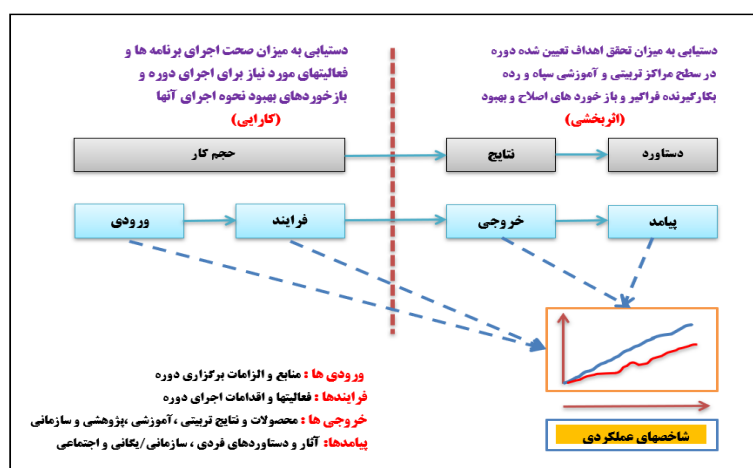 دستیابی به میزان تحقق اهداف تعیین شده دوره
در سطح مراکز تربیتی و آموزشی سپاه و رده
بکارگیرنده فراگیر و باز خورد های اصلاح و بهبود
(اثربخشی)
دستیابی به میزان صحت اجرای برنامه ها و
فعالیتهای مورد نیاز برای اجرای دوره و
بازخوردهای بهبود نحوه اجرای آنها
(کارایی)
حجم کار
نتایج
دستاورد
ورودی
فرایند
خروجی
پیامد
ورودی ها : منابع و الزامات برگزاری دوره
فرایندها : فعالیتها و اقدامات اجرای دوره
خروجی ها : محصولات و نتایج تربیتی ،آموزشی ،پژوهشی و سازمانی
پیامدها: آثار و دستاوردهای فردی ، سازمانی/یگانی و اجتماعی
شاخصهای عملکردی